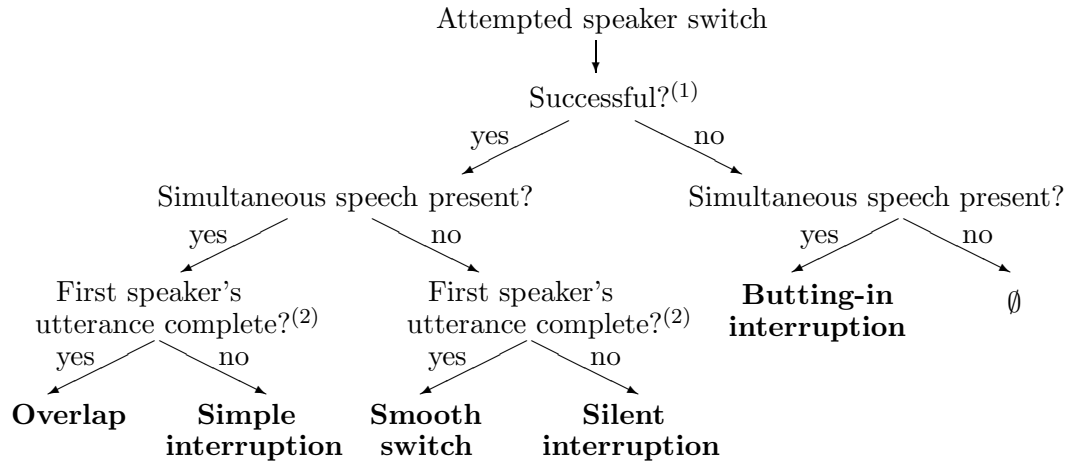 Attempted speaker switch
Successful?(1)
yes no
Simultaneous speech present? Simultaneous speech present?
yes no yes no
First speaker's First speaker's Butting-in ∅
utterance complete?(2) utterance complete?(2) interruption
yes no yes no
Overlap Simple Smooth Silent
interruption switch interruption